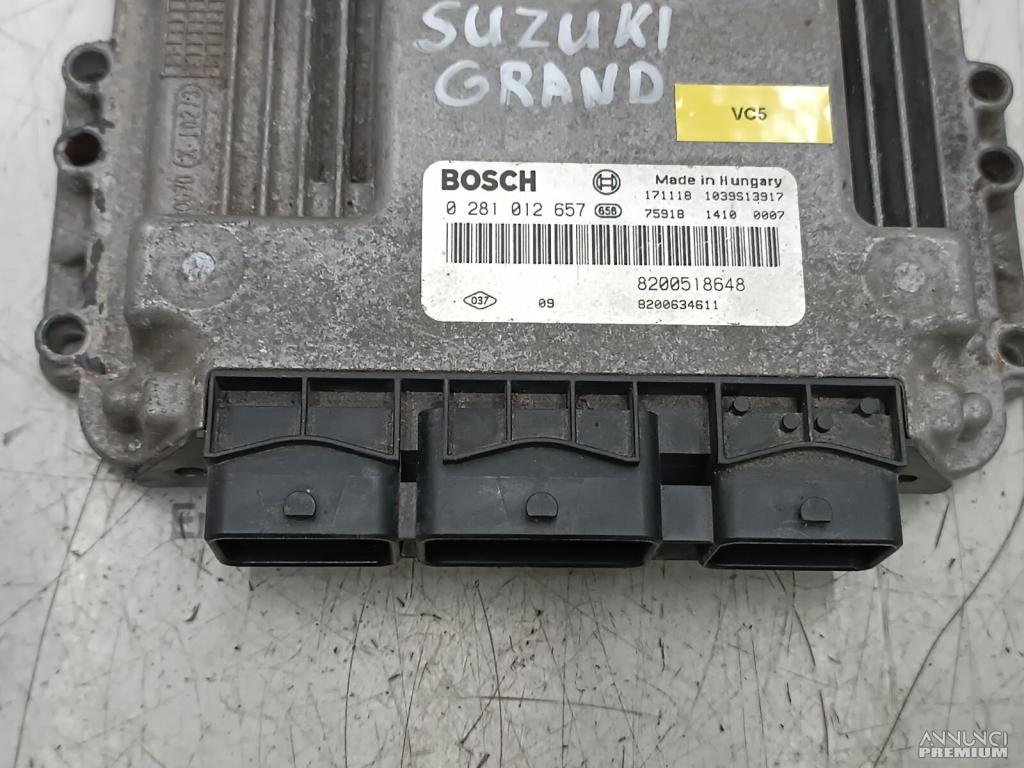 SUZUKI
GRAND
VC5
BOSCH
Made in Hungary
171118 1039S13917
0 281 012 657 65B
75918 1410 0007
8200518648
037
09
8200634611
ANNUNCI
PREMIUM